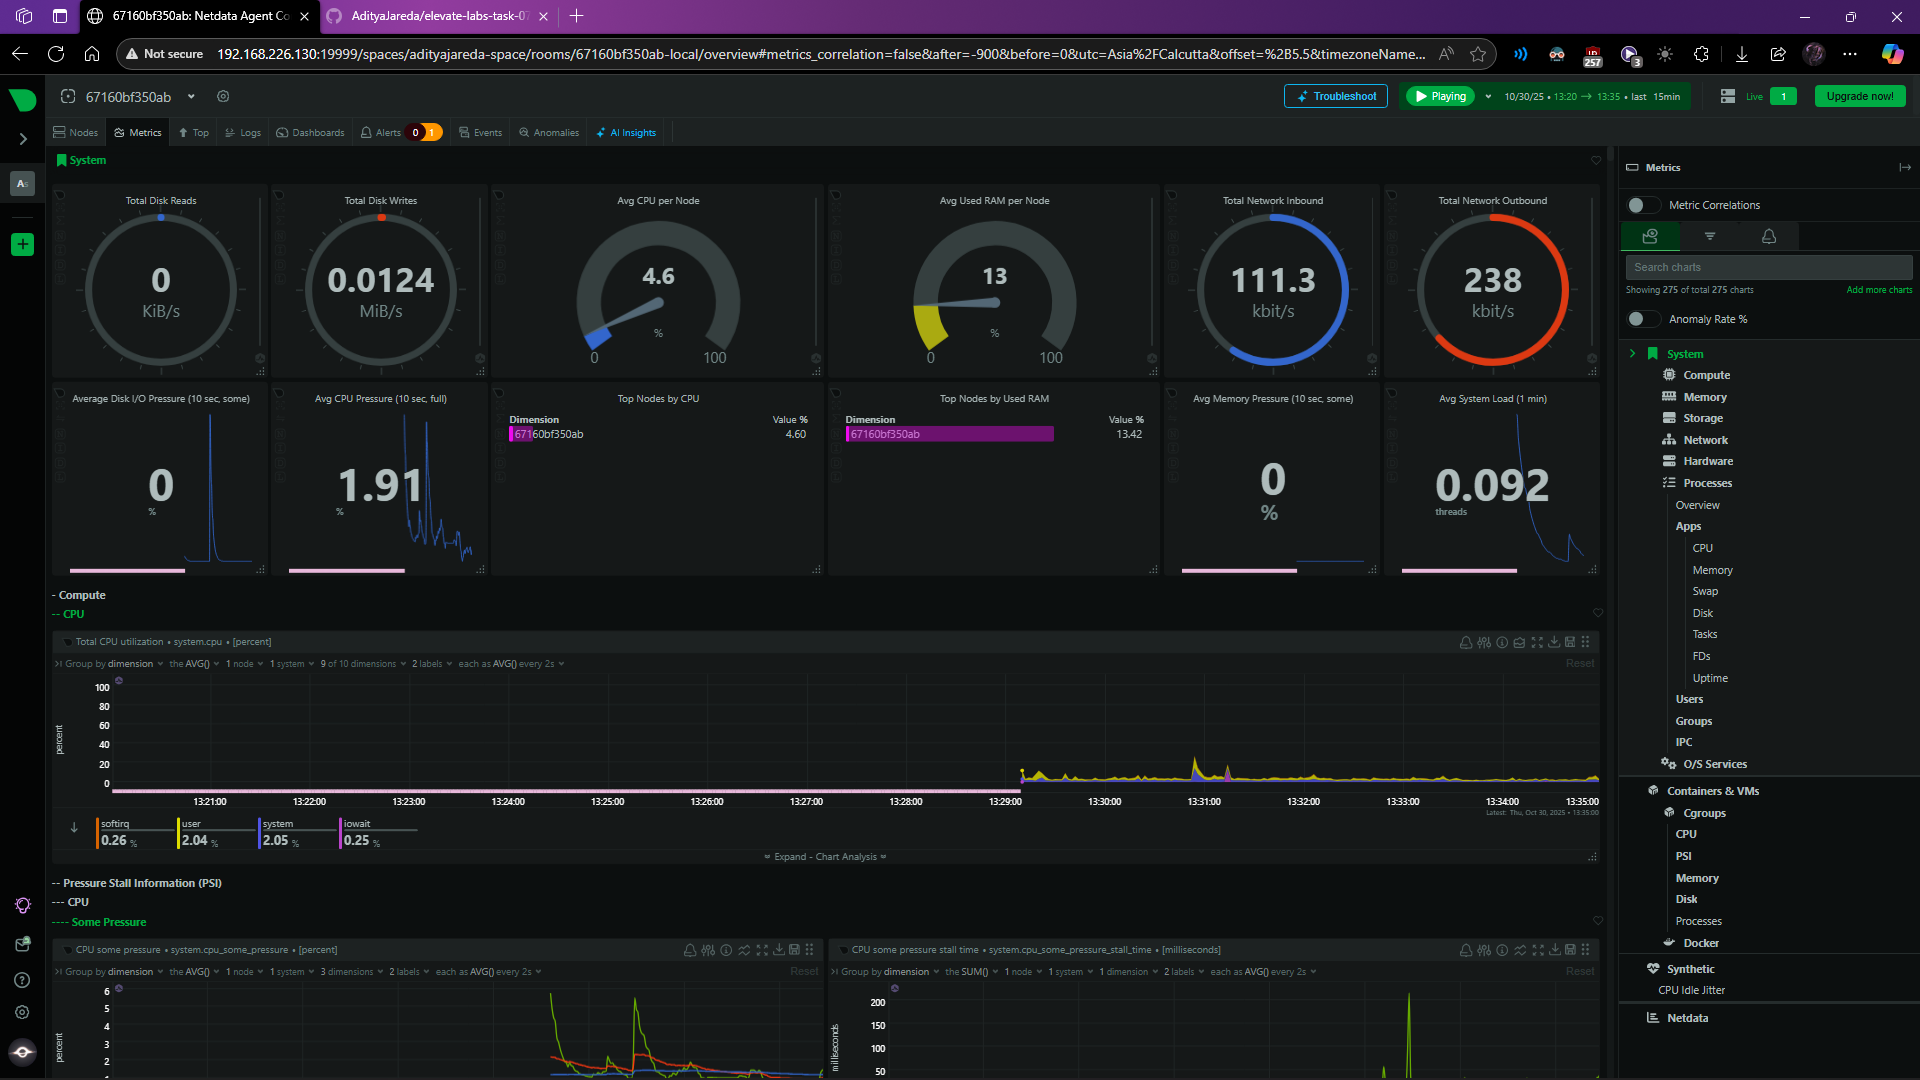 67160bf350ab: Netdata Agent Co
AdityaJareda/elevate-labs-task-07
Not secure
192.168.226.130:19999/spaces/adityajareda-space/rooms/67160bf350ab-local/overview#metrics_correlation=false&after=-900&before=0&utc=Asia%2FCalcutta&offset=%2B5.5&timezoneName...
257
3
67160bf350ab
Troubleshoot
Playing
10/30/25 • 13:20 → 13:35 • last 15min
Live
1
Upgrade now!
Nodes
Metrics
Top
Logs
Dashboards
Alerts
0
1
Events
Anomalies
AI Insights
As
System
Total Disk Reads
0
KiB/s
Total Disk Writes
0.0124
MiB/s
Avg CPU per Node
4.6
%
0
100
Avg Used RAM per Node
13
%
0
100
Total Network Inbound
111.3
kbit/s
Total Network Outbound
238
kbit/s
Average Disk I/O Pressure (10 sec, some)
0
%
Avg CPU Pressure (10 sec, full)
1.91
%
Top Nodes by CPU
Dimension Value %
67160bf350ab 4.60
Top Nodes by Used RAM
Dimension Value %
67160bf350ab 13.42
Avg Memory Pressure (10 sec, some)
0
%
Avg System Load (1 min)
0.092
threads
- Compute
-- CPU
Total CPU utilization • system.cpu • [percent]
Group by dimension the AVG() 1 node 1 system 9 of 10 dimensions 2 labels each as AVG() every 2s
Reset
percent
100
80
60
40
20
0
13:21:00 13:22:00 13:23:00 13:24:00 13:25:00 13:26:00 13:27:00 13:28:00 13:29:00 13:30:00 13:31:00 13:32:00 13:33:00 13:34:00 13:35:00
Latest: Thu, Oct 30, 2025 • 13:35:00
softirq
0.26 %
user
2.04 %
system
2.05 %
iowait
0.25 %
Expand - Chart Analysis
-- Pressure Stall Information (PSI)
--- CPU
---- Some Pressure
CPU some pressure • system.cpu_some_pressure • [percent]
Group by dimension the AVG() 1 node 1 system 3 dimensions 2 labels each as AVG() every 2s
Reset
percent
6
5
4
3
2
CPU some pressure stall time • system.cpu_some_pressure_stall_time • [milliseconds]
Group by dimension the SUM() 1 node 1 system 1 dimension 2 labels each as AVG() every 2s
Reset
milliseconds
200
150
100
50
Metrics
Metric Correlations
Search charts
Showing 275 of total 275 charts
Add more charts
Anomaly Rate %
System
Compute
Memory
Storage
Network
Hardware
Processes
Overview
Apps
CPU
Memory
Swap
Disk
Tasks
FDs
Uptime
Users
Groups
IPC
O/S Services
Containers & VMs
Cgroups
CPU
PSI
Memory
Disk
Processes
Docker
Synthetic
CPU Idle Jitter
Netdata